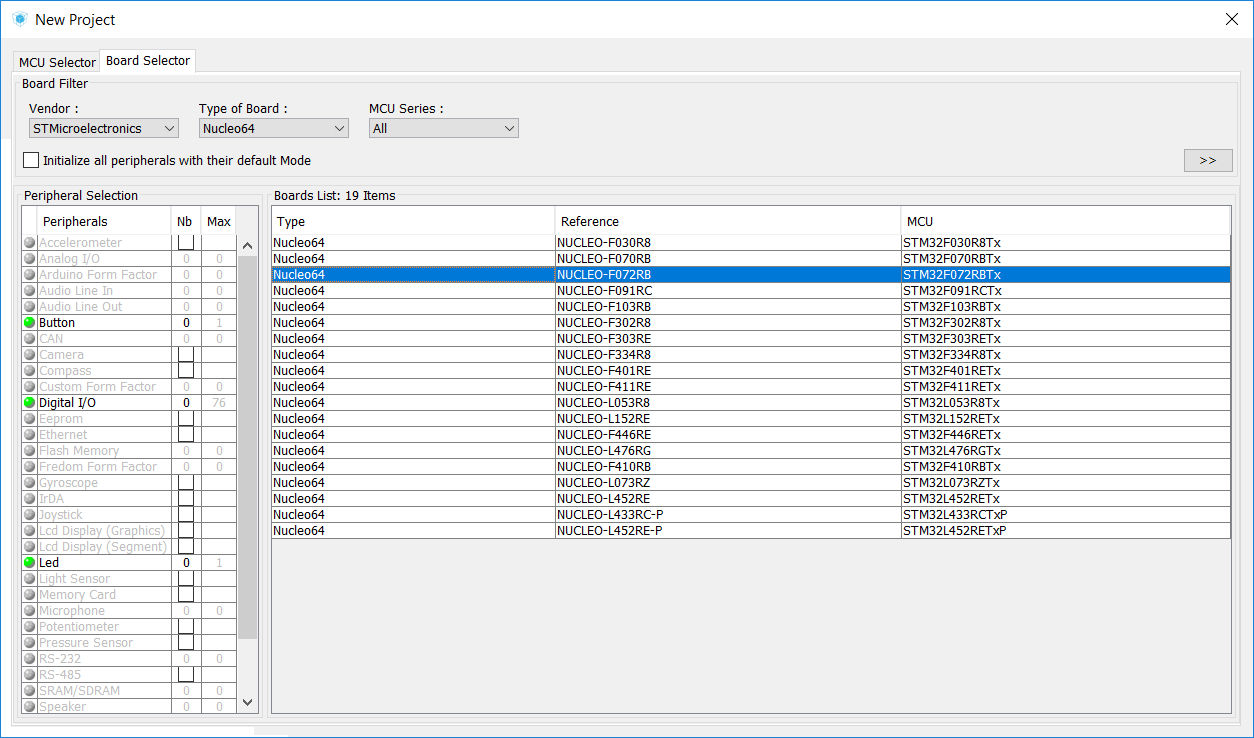 New Project
MCU Selector Board Selector
Board Filter
Vendor : Type of Board : MCU Series :
STMicroelectronics Nucleo64 All
Initialize all peripherals with their default Mode >>
Peripheral Selection
Peripherals Nb Max
Accelerometer
Analog I/O 0 0
Arduino Form Factor 0 0
Audio Line In 0 0
Audio Line Out 0 0
Button 0 1
CAN 0 0
Camera
Compass
Custom Form Factor 0 0
Digital I/O 0 76
Eeprom
Ethernet
Flash Memory 0 0
Fredom Form Factor 0 0
Gyroscope
IrDA
Joystick
Lcd Display (Graphics)
Lcd Display (Segment)
Led 0 1
Light Sensor
Memory Card
Microphone 0 0
Potentiometer
Pressure Sensor
RS-232 0 0
RS-485
SRAM/SDRAM 0 0
Speaker 0 0
Boards List: 19 Items
Type Reference MCU
Nucleo64 NUCLEO-F030R8 STM32F030R8Tx
Nucleo64 NUCLEO-F070RB STM32F070RBTx
Nucleo64 NUCLEO-F072RB STM32F072RBTx
Nucleo64 NUCLEO-F091RC STM32F091RCTx
Nucleo64 NUCLEO-F103RB STM32F103RBTx
Nucleo64 NUCLEO-F302R8 STM32F302R8Tx
Nucleo64 NUCLEO-F303RE STM32F303RETx
Nucleo64 NUCLEO-F334R8 STM32F334R8Tx
Nucleo64 NUCLEO-F401RE STM32F401RETx
Nucleo64 NUCLEO-F411RE STM32F411RETx
Nucleo64 NUCLEO-L053R8 STM32L053R8Tx
Nucleo64 NUCLEO-L152RE STM32L152RETx
Nucleo64 NUCLEO-F446RE STM32F446RETx
Nucleo64 NUCLEO-L476RG STM32L476RGTx
Nucleo64 NUCLEO-F410RB STM32F410RBTx
Nucleo64 NUCLEO-L073RZ STM32L073RZTx
Nucleo64 NUCLEO-L452RE STM32L452RETx
Nucleo64 NUCLEO-L433RC-P STM32L433RCTxP
Nucleo64 NUCLEO-L452RE-P STM32L452RETxP